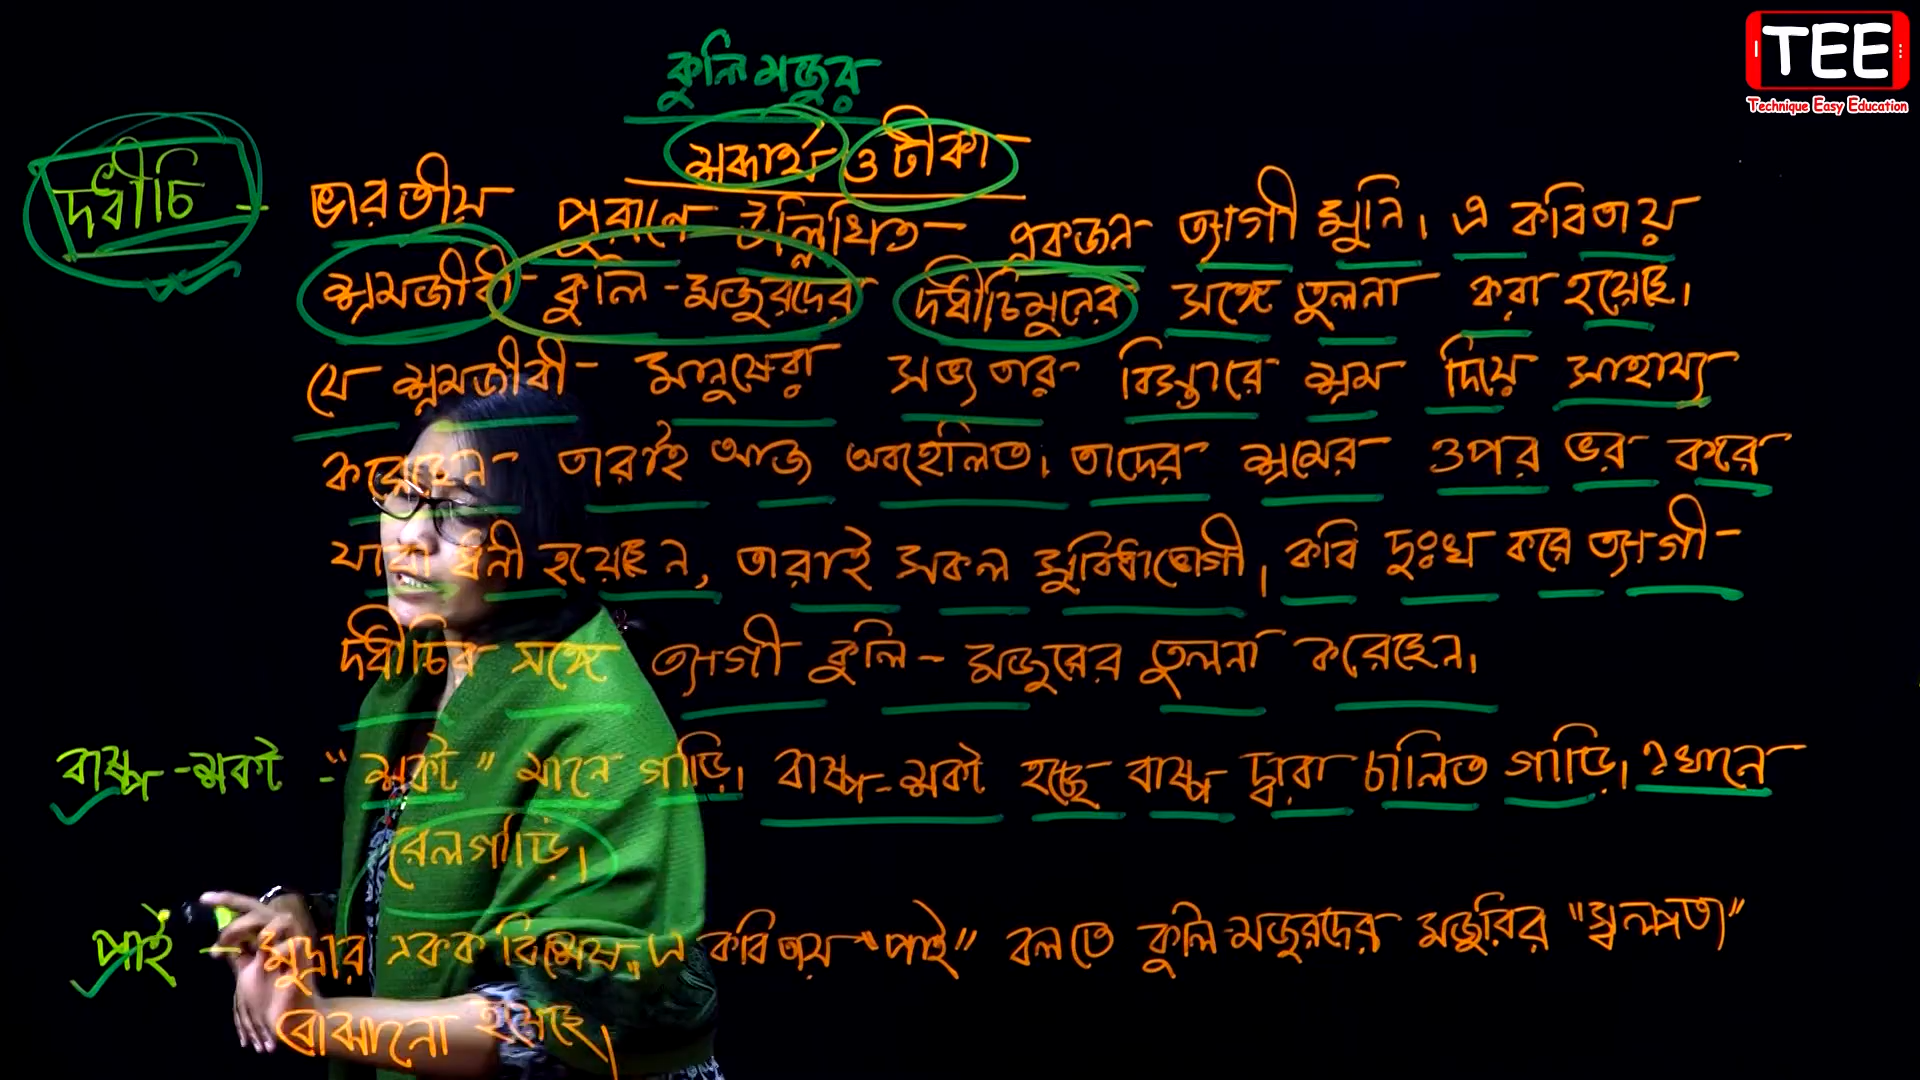 TEE
Technique Easy Education
কুলি মজুর
শব্দার্থ ও টীকা
দধীচি - ভারতীয় পুরাণে উল্লিখিত একজন ত্যাগী মুনি। এ কবিতায়
শ্রমজীবী কুলি-মজুরদের দধীচিমুনের সঙ্গে তুলনা করা হয়েছে।
যে শ্রমজীবী মানুষেরা সভ্যতার বিস্তারে শ্রম দিয়ে সাহায্য
করেছেন তারাই আজ অবহেলিত। তাদের শ্রমের ওপর ভর করে
যারা ধনী হয়েছেন, তারাই সকল সুবিধাভোগী। কবি দুঃখ করে ত্যাগী
দধীচির সঙ্গে ত্যাগী কুলি-মজুরের তুলনা করেছেন।
বাষ্প-শকট - "শকট" মানে গাড়ি। বাষ্প-শকট হচ্ছে বাষ্প দ্বারা চালিত গাড়ি। এখানে
রেলগাড়ি।
পাই - মুদ্রার একক বিশেষ। এ কবিতায় "পাই" বলতে কুলি-মজুরদের মজুরির "স্বল্পতা"
বোঝানো হয়েছে।